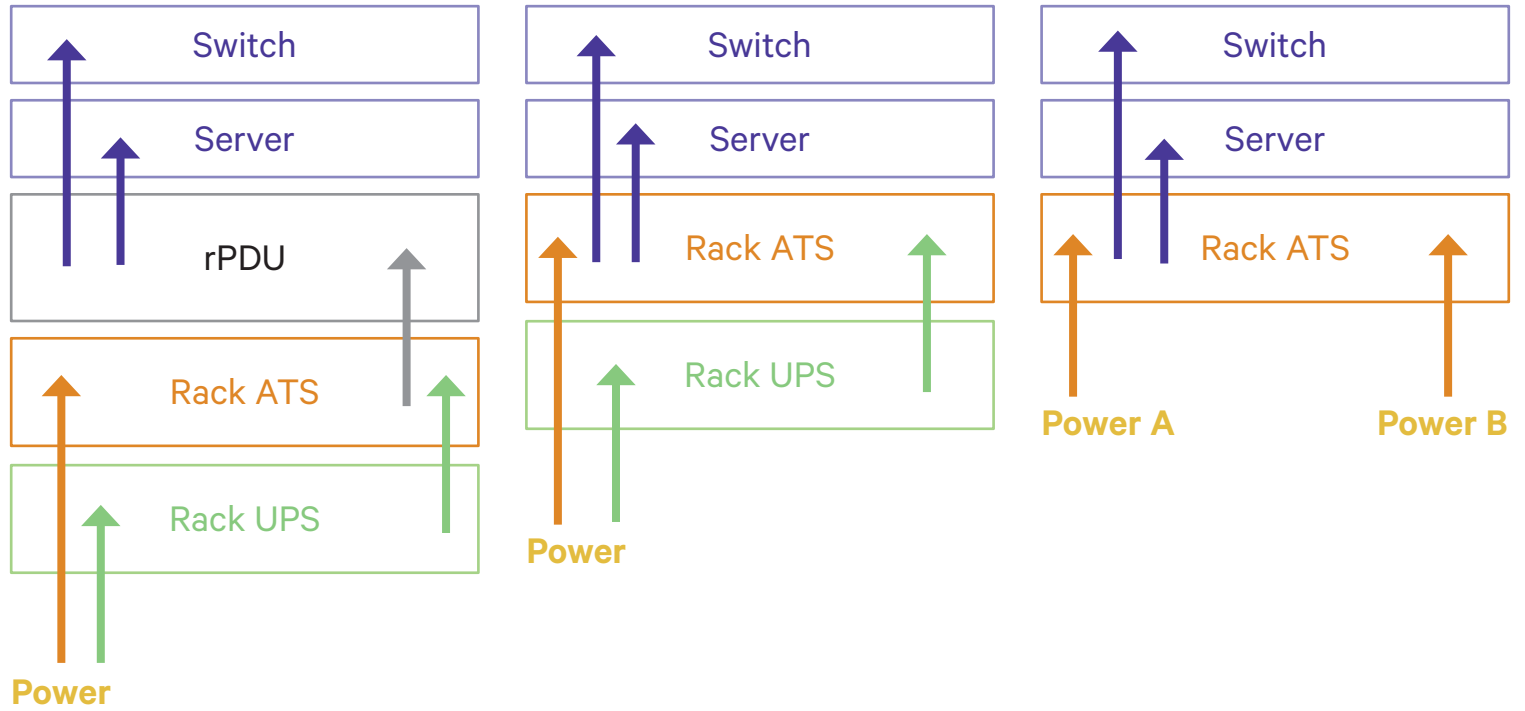 Switch
Server
rPDU
Rack ATS
Rack UPS
Power
Switch
Server
Rack ATS
Rack UPS
Power
Switch
Server
Rack ATS
Power A
Power B